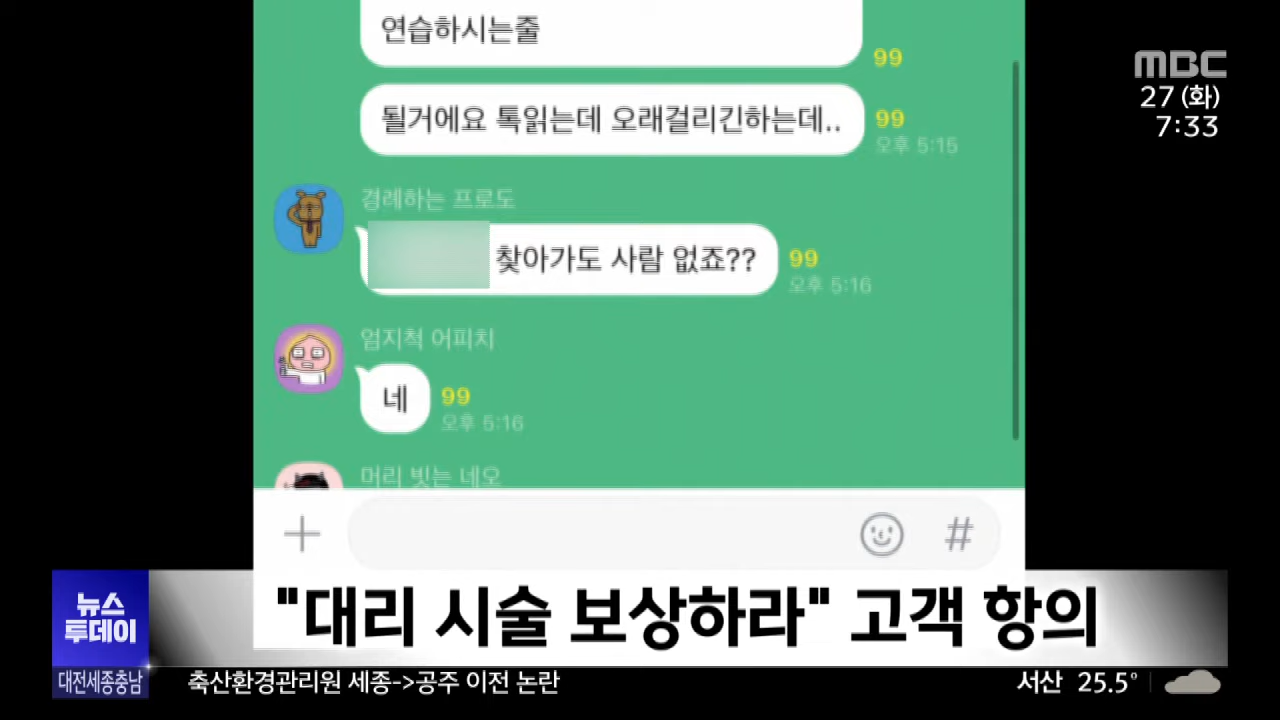 연습하시는줄
99
MBC
27 (화)
7:33
될거에요 톡읽는데 오래걸리긴하는데..
99
오후 5:15
경례하는 프로도
찾아가도 사람 없죠??
99
오후 5:16
엄지척 어피치
네
99
오후 5:16
머리 빗는 네오
+
#
뉴스
투데이
"대리 시술 보상하라" 고객 항의
대전세종충남
축산환경관리원 세종->공주 이전 논란
서산 25.5°